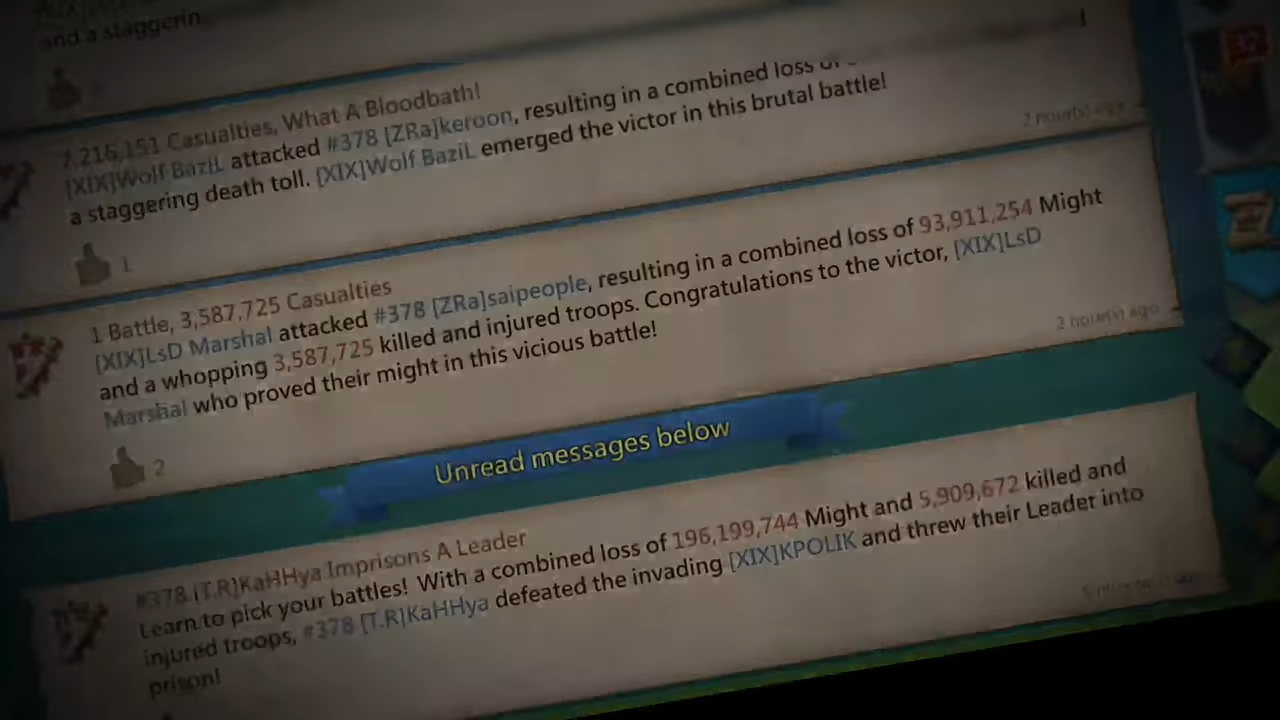 and a staggerin
7,216,151 Casualties, What A Bloodbath!
[XIX]Wolf BaziL attacked #378 [ZRa]keroon, resulting in a combined loss of
a staggering death toll. [XIX]Wolf BaziL emerged the victor in this brutal battle!
2 hour(s) ago
1
1 Battle, 3,587,725 Casualties
[XIX]LsD Marshal attacked #378 [ZRa]saipeople, resulting in a combined loss of 93,911,254 Might
and a whopping 3,587,725 killed and injured troops. Congratulations to the victor, [XIX]LsD
Marshal who proved their might in this vicious battle!
2 hour(s) ago
2
Unread messages below
#378 [T.R]KaHHya Imprisons A Leader
Learn to pick your battles! With a combined loss of 196,199,744 Might and 5,909,672 killed and
injured troops, #378 [T.R]KaHHya defeated the invading [XIX]KPOLIK and threw their Leader into
prison!